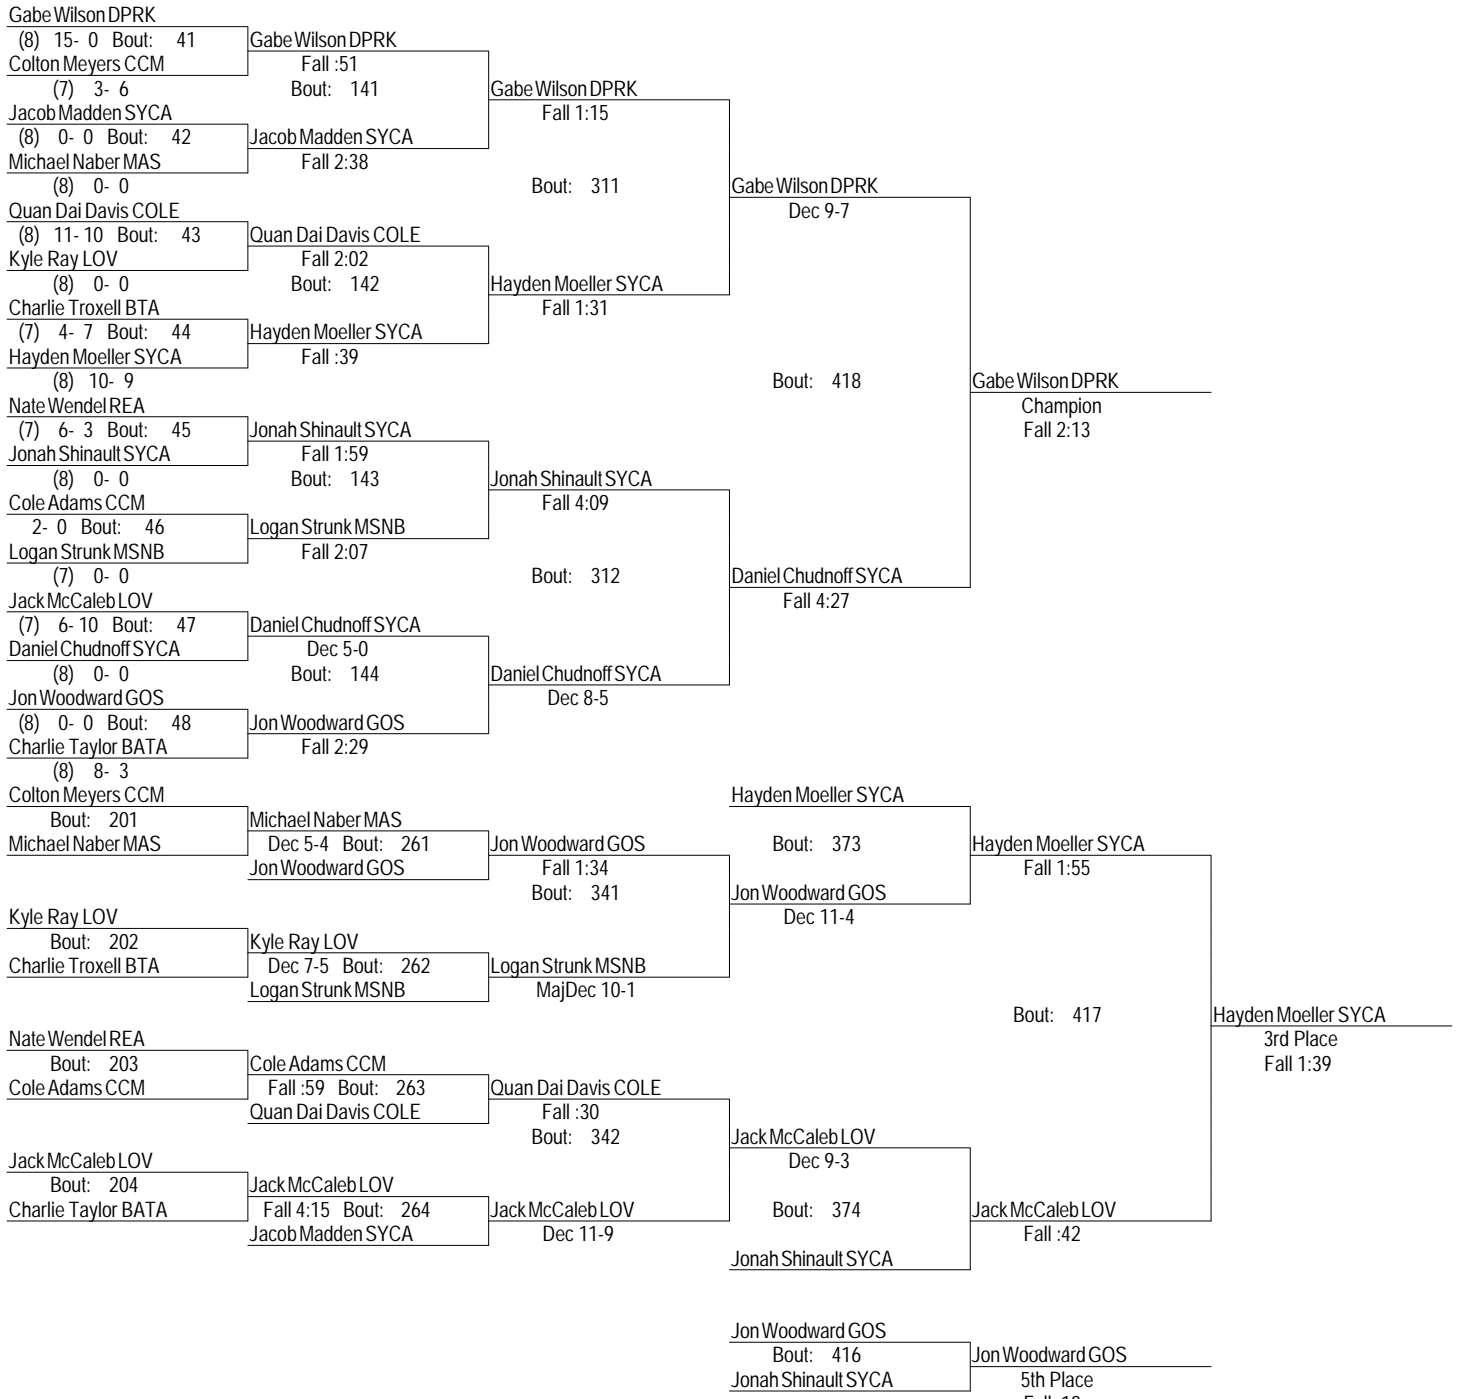 Gabe Wilson DPRK
(8) 15- 0 Bout: 41 Gabe Wilson DPRK
Colton Meyers CCM Fall :51
(7) 3- 6 Bout: 141 Gabe Wilson DPRK
Jacob Madden SYCA Fall 1:15
(8) 0- 0 Bout: 42 Jacob Madden SYCA
Michael Naber MAS Fall 2:38
(8) 0- 0 Bout: 311 Gabe Wilson DPRK
Quan Dai Davis COLE Dec 9-7
(8) 11- 10 Bout: 43 Quan Dai Davis COLE
Kyle Ray LOV Fall 2:02
(8) 0- 0 Bout: 142 Hayden Moeller SYCA
Charlie Troxell BTA Fall 1:31
(7) 4- 7 Bout: 44 Hayden Moeller SYCA
Hayden Moeller SYCA Fall :39
(8) 10- 9 Bout: 418 Gabe Wilson DPRK
Nate Wendel REA Champion
(7) 6- 3 Bout: 45 Jonah Shinault SYCA Fall 2:13
Jonah Shinault SYCA Fall 1:59
(8) 0- 0 Bout: 143 Jonah Shinault SYCA
Cole Adams CCM Fall 4:09
2- 0 Bout: 46 Logan Strunk MSNB
Logan Strunk MSNB Fall 2:07
(7) 0- 0 Bout: 312 Daniel Chudnoff SYCA
Jack McCaleb LOV Fall 4:27
(7) 6- 10 Bout: 47 Daniel Chudnoff SYCA
Daniel Chudnoff SYCA Dec 5-0
(8) 0- 0 Bout: 144 Daniel Chudnoff SYCA
Jon Woodward GOS Dec 8-5
(8) 0- 0 Bout: 48 Jon Woodward GOS
Charlie Taylor BATA Fall 2:29
(8) 8- 3
Colton Meyers CCM Hayden Moeller SYCA
Bout: 201 Michael Naber MAS
Michael Naber MAS Dec 5-4 Bout: 261 Jon Woodward GOS Bout: 373 Hayden Moeller SYCA
Jon Woodward GOS Fall 1:34 Fall 1:55
Bout: 341 Jon Woodward GOS
Kyle Ray LOV Dec 11-4
Bout: 202 Kyle Ray LOV
Charlie Troxell BTA Dec 7-5 Bout: 262 Logan Strunk MSNB
Logan Strunk MSNB MajDec 10-1
Bout: 417 Hayden Moeller SYCA
Nate Wendel REA 3rd Place
Bout: 203 Cole Adams CCM Fall 1:39
Cole Adams CCM Fall :59 Bout: 263 Quan Dai Davis COLE
Quan Dai Davis COLE Fall :30
Bout: 342 Jack McCaleb LOV
Jack McCaleb LOV Dec 9-3
Bout: 204 Jack McCaleb LOV
Charlie Taylor BATA Fall 4:15 Bout: 264 Jack McCaleb LOV Bout: 374 Jack McCaleb LOV
Jacob Madden SYCA Dec 11-9 Fall :42
Jonah Shinault SYCA
Jon Woodward GOS
Bout: 416 Jon Woodward GOS
Jonah Shinault SYCA 5th Place